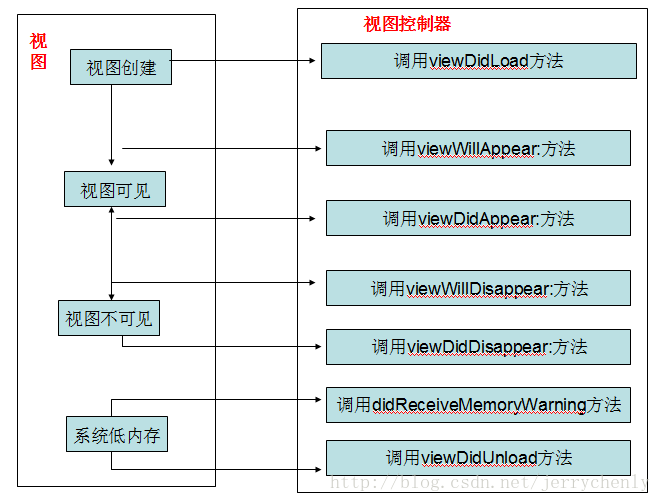 视图
视图控制器
视图创建
调用viewDidLoad方法
调用viewWillAppear:方法
视图可见
调用viewDidAppear:方法
调用viewWillDisappear:方法
视图不可见
调用viewDidDisappear:方法
调用didReceiveMemoryWarning方法
系统低内存
调用viewDidUnload方法
http://blog.csdn.net/jerrychenly